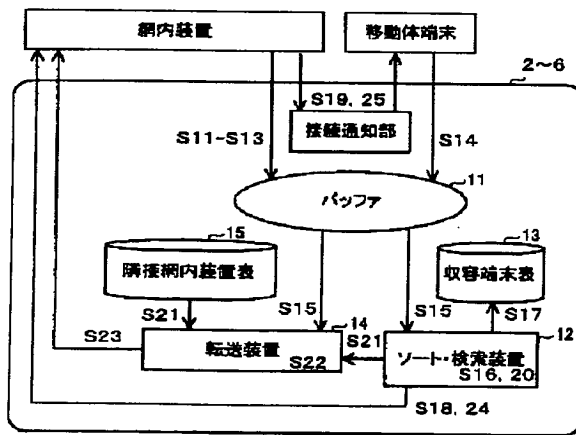 網内装置
移動体端末
2~6
S19, 25
接続通知部
S11~S13
S14
11
バッファ
15
13
隣接網内装置表
収容端末表
S21
S15
S15
S17
S23
14
S21
12
転送装置
S22
ソート・検索装置
S16, 20
S18, 24